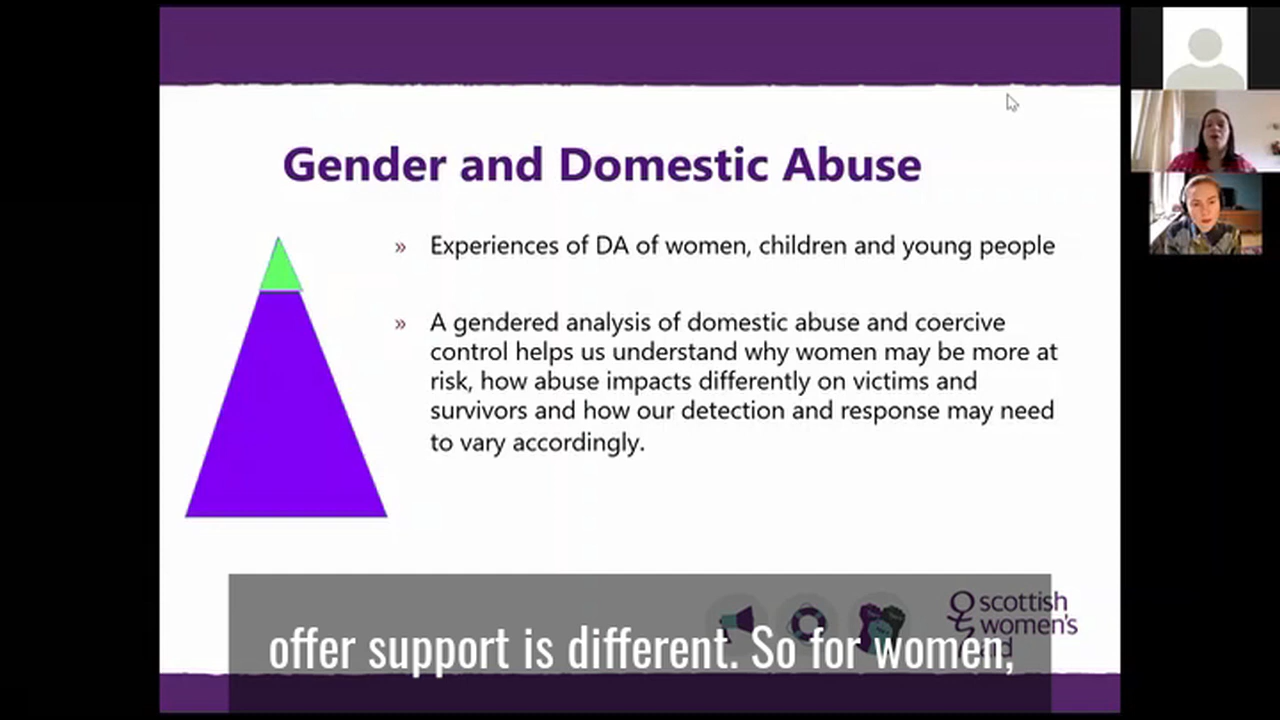 Gender and Domestic Abuse
» Experiences of DA of women, children and young people
» A gendered analysis of domestic abuse and coercive
control helps us understand why women may be more at
risk, how abuse impacts differently on victims and
survivors and how our detection and response may need
to vary accordingly.
scottish
women's
aid
offer support is different. So for women,